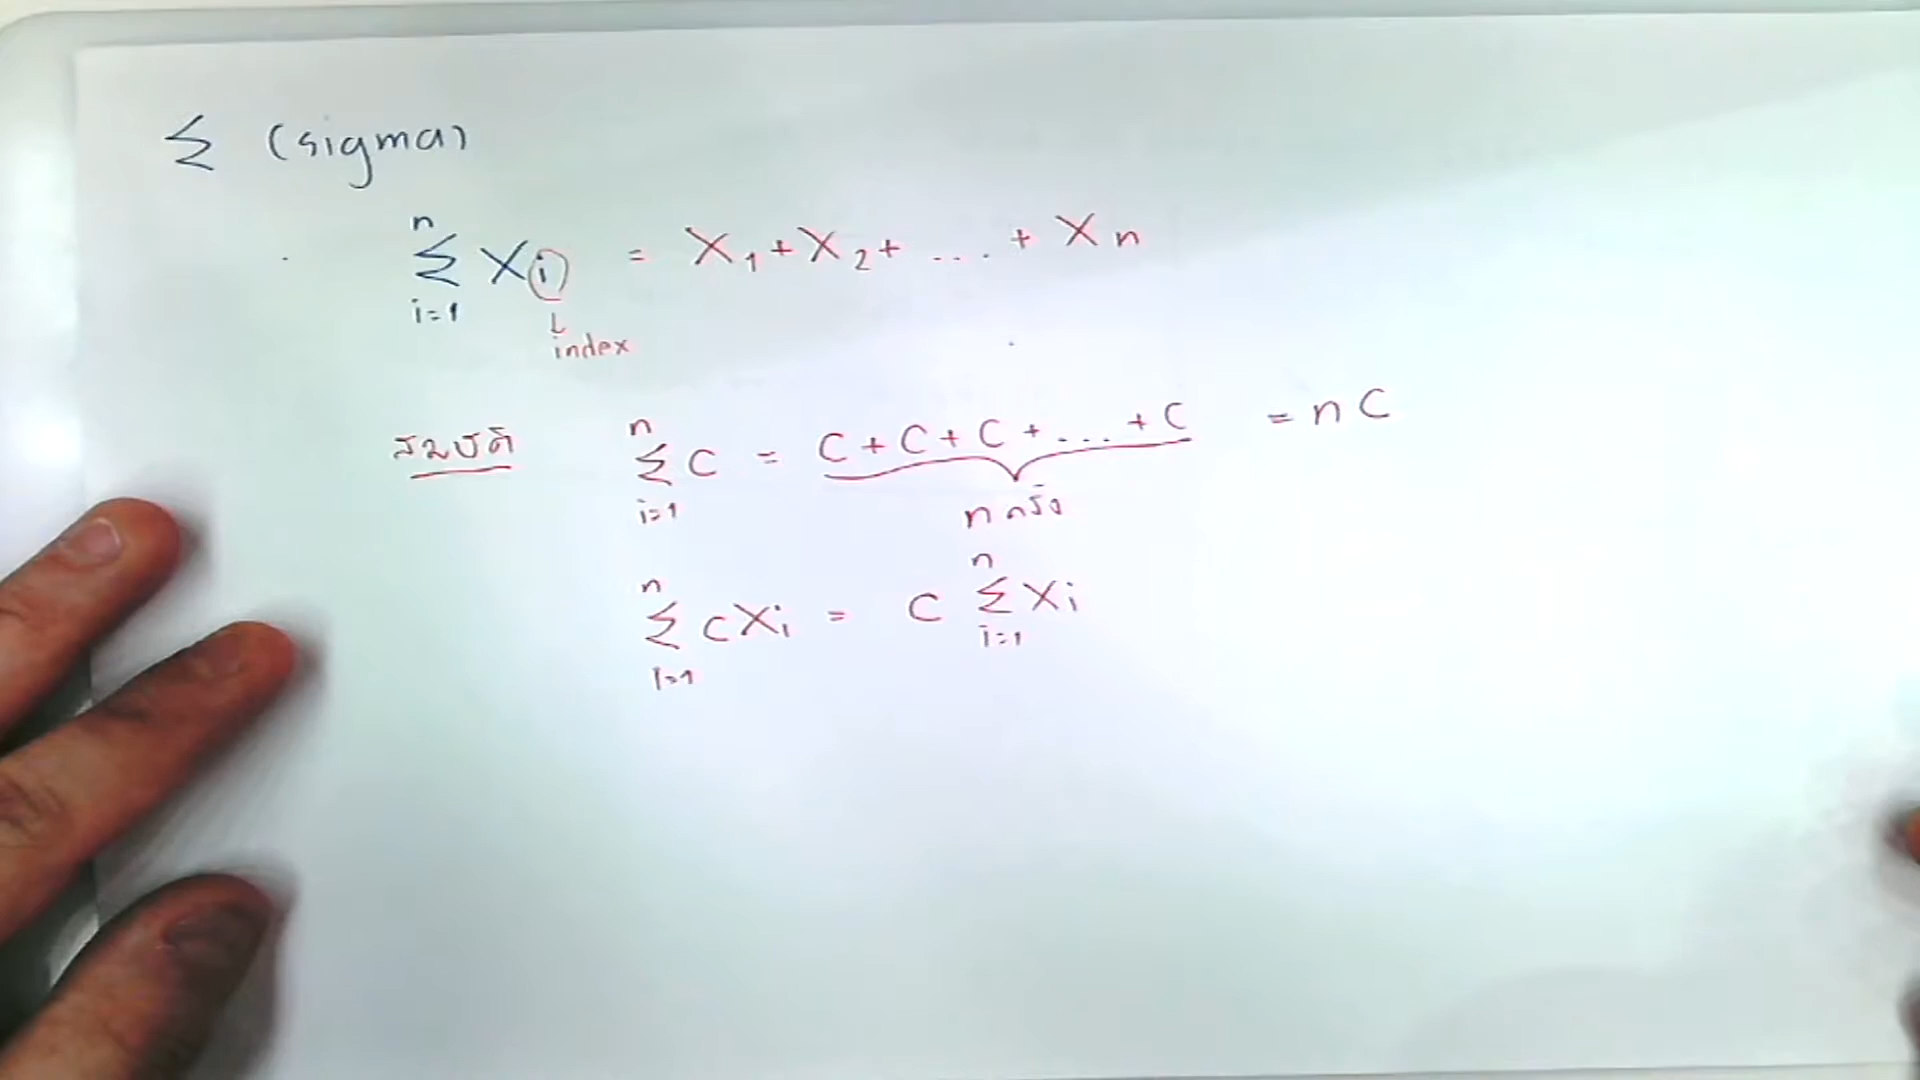 Σ (sigma)
n
Σ Xi = X1 + X2 + ... + Xn
i=1
index
n
สมบัติ Σ C = C + C + C + ... + C = n C
i=1
n ครั้ง
n n
Σ cXi = C Σ Xi
i=1 i=1